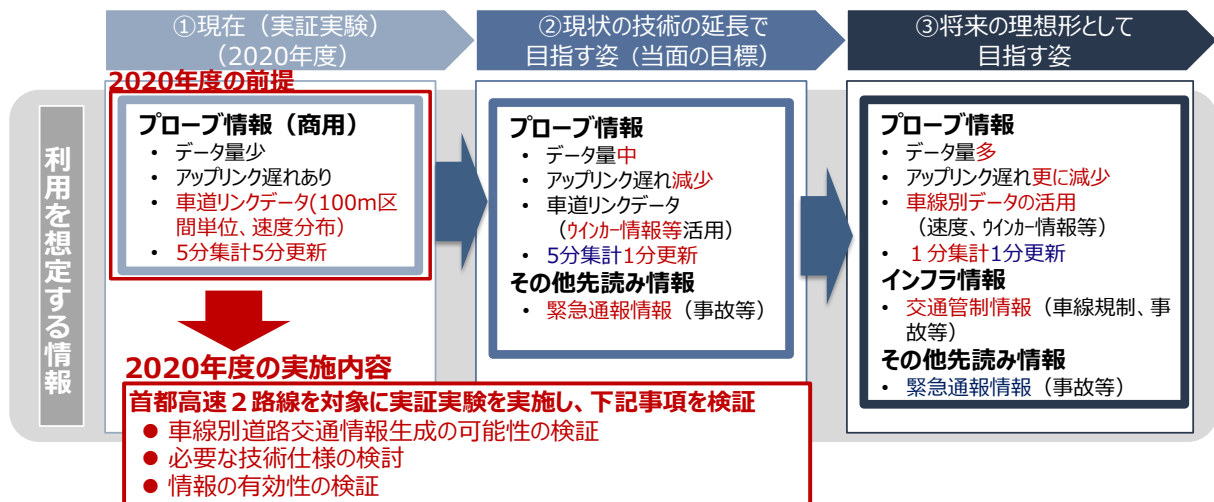 ①現在（実証実験）
（2020年度）
②現状の技術の延長で
目指す姿（当面の目標）
③将来の理想形として
目指す姿
利用を想定する情報
2020年度の前提
プローブ情報（商用）
• データ量少
• アップリンク遅れあり
• 車道リンクデータ(100m区
間単位、速度分布）
• 5分集計5分更新
プローブ情報
• データ量中
• アップリンク遅れ減少
• 車道リンクデータ
（ウインカー情報等活用）
• 5分集計1分更新
その他先読み情報
• 緊急通報情報（事故等）
プローブ情報
• データ量多
• アップリンク遅れ更に減少
• 車線別データの活用
（速度、ウインカー情報等）
• １分集計1分更新
インフラ情報
• 交通管制情報（車線規制、事
故等）
その他先読み情報
• 緊急通報情報（事故等）
2020年度の実施内容
首都高速２路線を対象に実証実験を実施し、下記事項を検証
● 車線別道路交通情報生成の可能性の検証
● 必要な技術仕様の検討
● 情報の有効性の検証